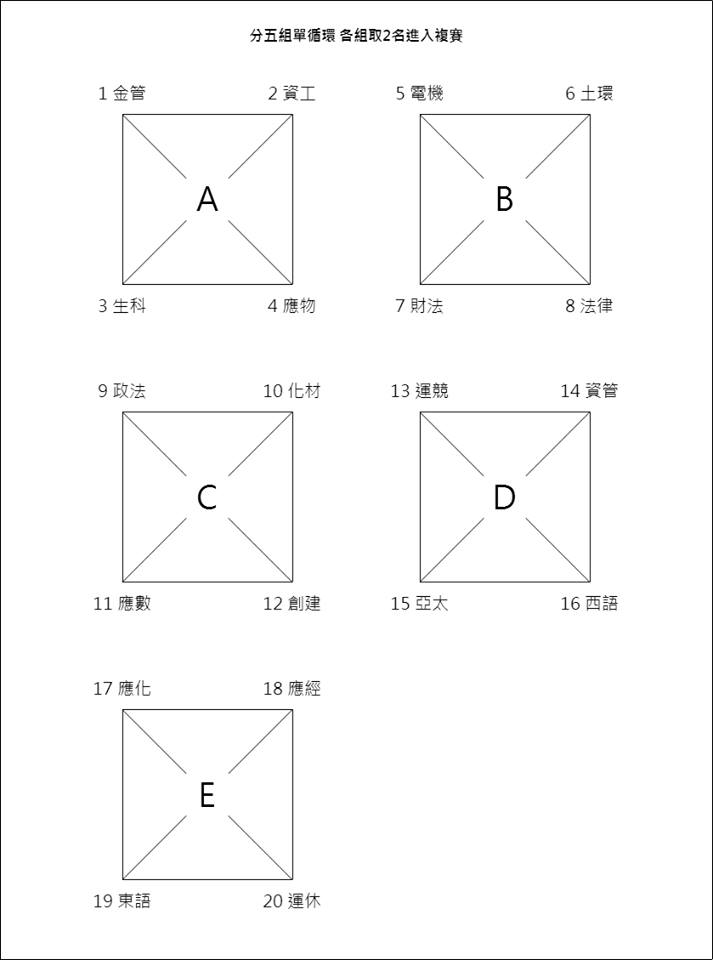 分五組單循環 各組取2名進入複賽
1 金管 2 資工 5 電機 6 土環
A B
3 生科 4 應物 7 財法 8 法律
9 政法 10 化材 13 運競 14 資管
C D
11 應數 12 創建 15 亞太 16 西語
17 應化 18 應經
E
19 東語 20 運休